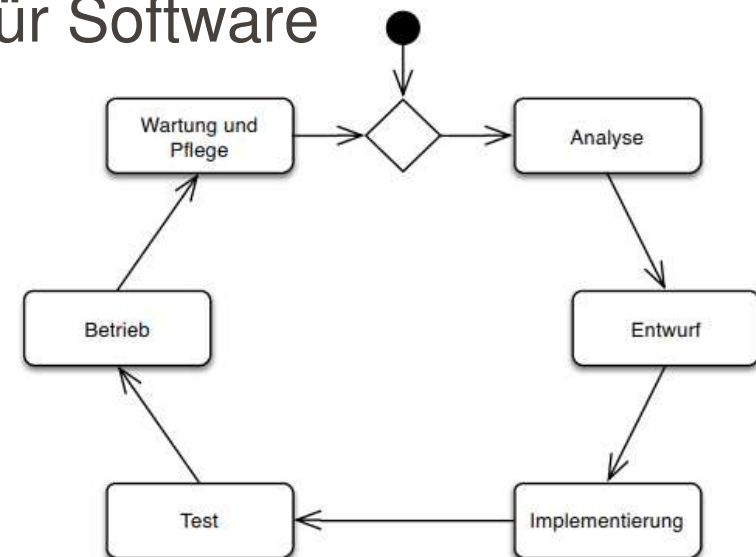 ür Software
Wartung und
Pflege
Analyse
Betrieb
Entwurf
Test
Implementierung